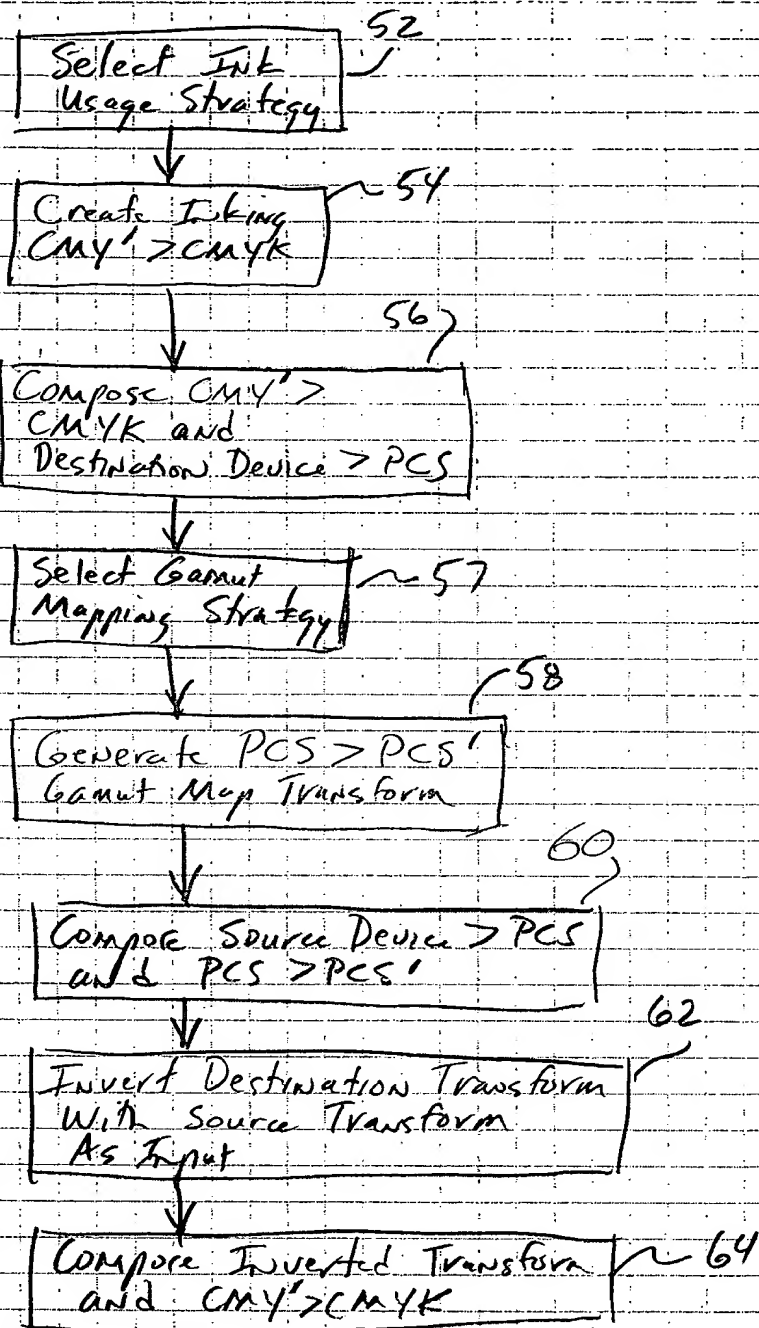 52
Select Ink
Usage Strategy
54
Create Inking
CMY' > CMYK
56
Compose CMY' >
CMYK and
Destination Device > PCS
Select Gamut
Mapping Strategy
57
58
Generate PCS > PCS'
Gamut Map Transform
60
Compose Source Device > PCS
and PCS > PCS'
62
Invert Destination Transform
With Source Transform
As Input
Compose Inverted Transform
and CMY' > CMYK
64